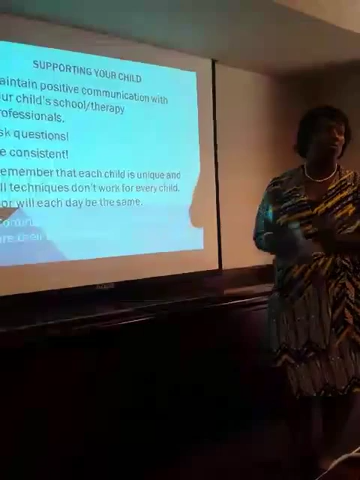 SUPPORTING YOUR CHILD
aintain positive communication with
ur child's school/therapy
rofessionals.
sk questions!
e consistent!
emember that each child is unique and
ll techniques don't work for every child.
or will each day be the same.